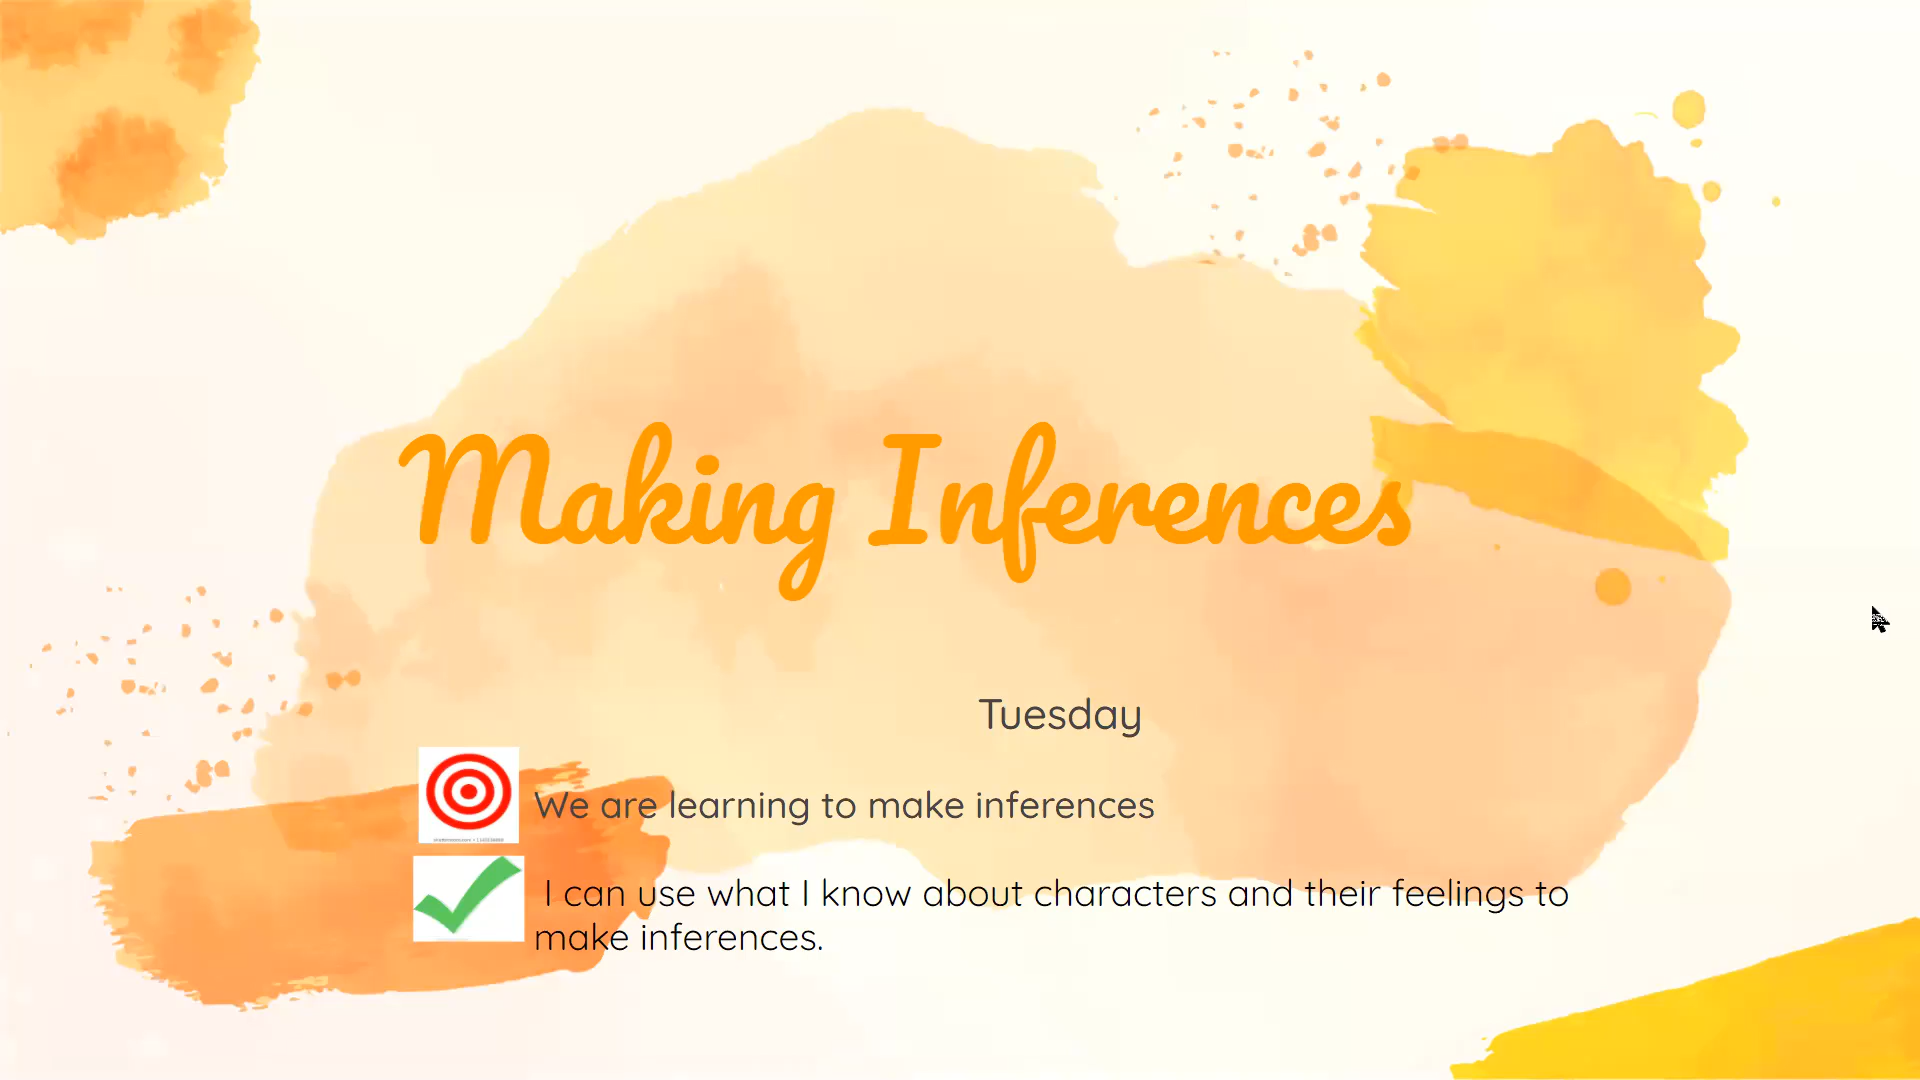 Making Inferences
Tuesday
We are learning to make inferences
I can use what I know about characters and their feelings to
make inferences.